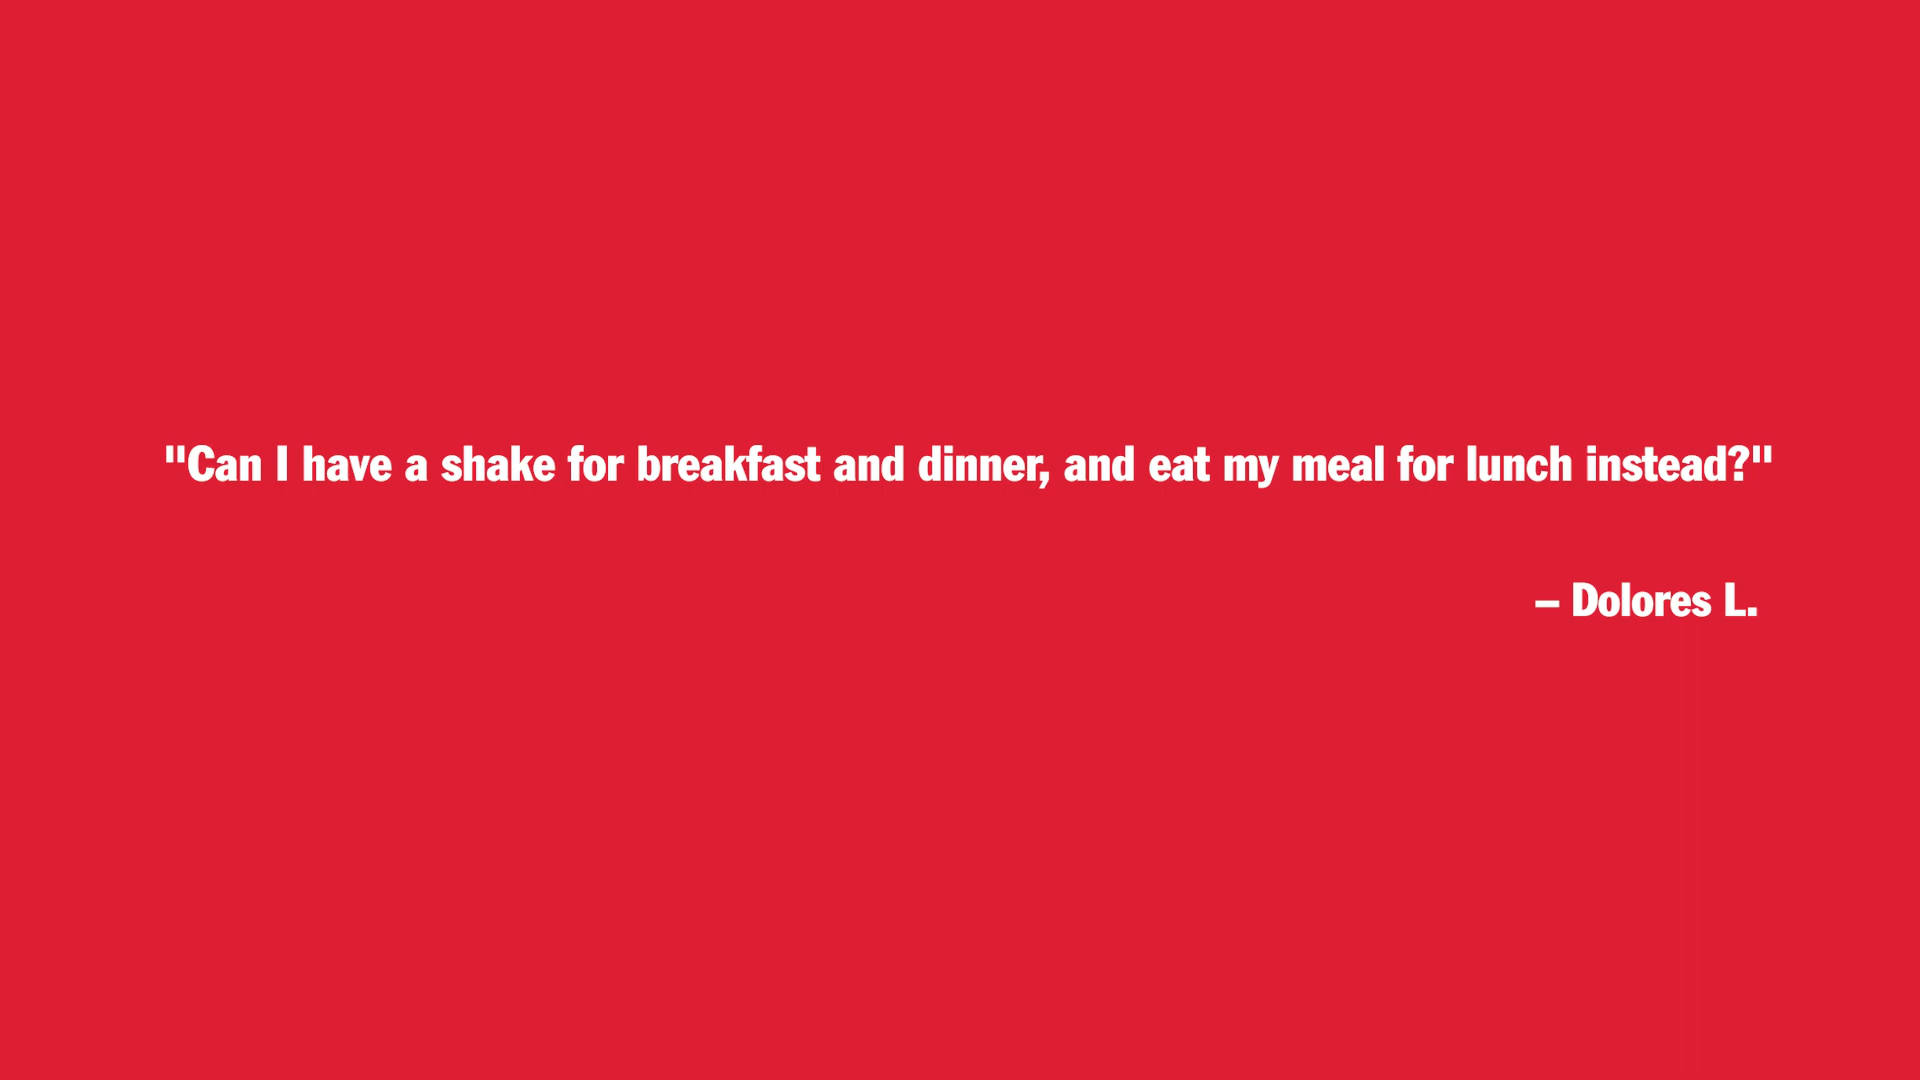 "Can I have a shake for breakfast and dinner, and eat my meal for lunch instead?"
– Dolores L.